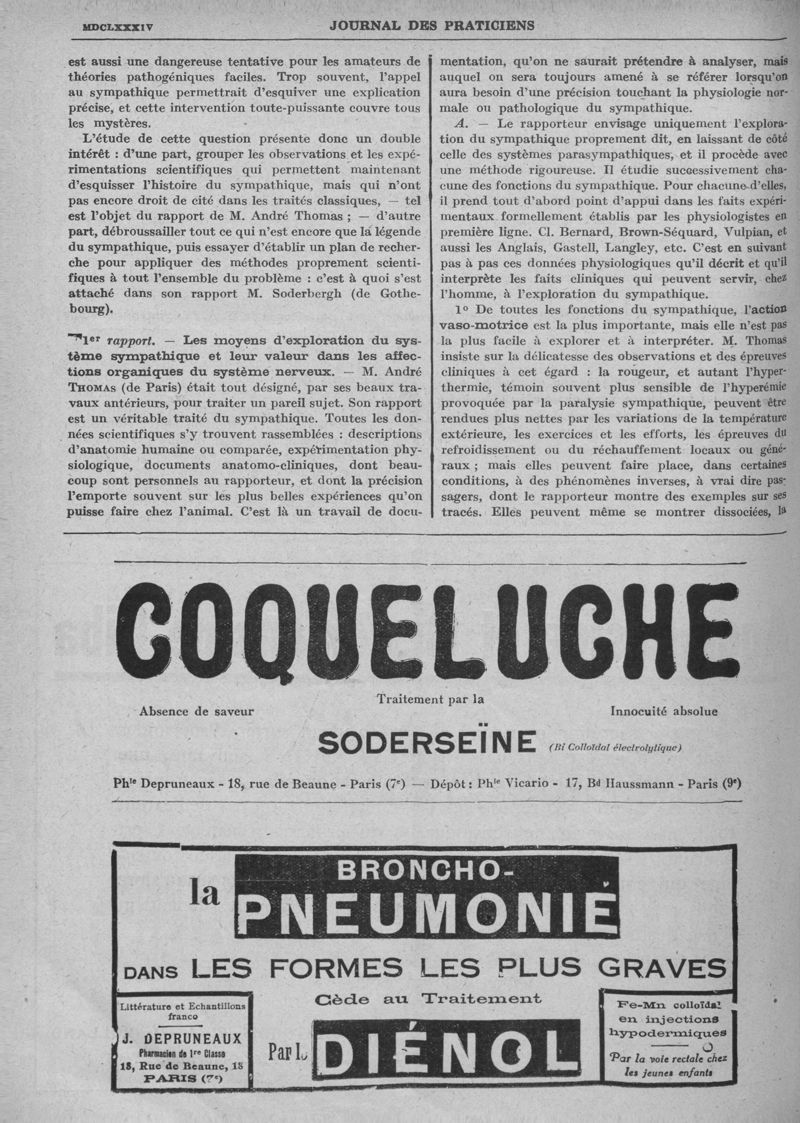 MDCLXXXIV
JOURNAL DES PRATICIENS
est aussi une dangereuse tentative pour les amateurs de
théories pathogéniques faciles. Trop souvent, l'appel
au sympathique permettrait d'esquiver une explication
précise, et cette intervention toute-puissante couvre tous
les mystères.
L'étude de cette question présente donc un double
intérêt : d'une part, grouper les observations et les expé-
rimentations scientifiques qui permettent maintenant
d'esquisser l'histoire du sympathique, mais qui n'ont
pas encore droit de cité dans les traités classiques, — tel
est l'objet du rapport de M. André Thomas ; — d'autre
part, débroussailler tout ce qui n'est encore que la légende
du sympathique, puis essayer d'établir un plan de recher-
che pour appliquer des méthodes proprement scienti-
fiques à tout l'ensemble du problème : c'est à quoi s'est
attaché dans son rapport M. Soderbergh (de Gothe-
bourg).
1er rapport. — Les moyens d'exploration du sys-
tème sympathique et leur valeur dans les affec-
tions organiques du système nerveux. — M. André
THOMAS (de Paris) était tout désigné, par ses beaux tra-
vaux antérieurs, pour traiter un pareil sujet. Son rapport
est un véritable traité du sympathique. Toutes les don-
nées scientifiques s'y trouvent rassemblées : descriptions
d'anatomie humaine ou comparée, expérimentation phy-
siologique, documents anatomo-cliniques, dont beau-
coup sont personnels au rapporteur, et dont la précision
l'emporte souvent sur les plus belles expériences qu'on
puisse faire chez l'animal. C'est là un travail de docu-
mentation, qu'on ne saurait prétendre à analyser, mais
auquel on sera toujours amené à se référer lorsqu'on
aura besoin d'une précision touchant la physiologie nor-
male ou pathologique du sympathique.
A. — Le rapporteur envisage uniquement l'explora-
tion du sympathique proprement dit, en laissant de côté
celle des systèmes parasympathiques, et il procède avec
une méthode rigoureuse. Il étudie successivement cha-
cune des fonctions du sympathique. Pour chacune d'elles,
il prend tout d'abord point d'appui dans les faits expéri-
mentaux formellement établis par les physiologistes en
première ligne. Cl. Bernard, Brown-Séquard, Vulpian, et
aussi les Anglais, Gastell, Langley, etc. C'est en suivant
pas à pas ces données physiologiques qu'il décrit et qu'il
interprète les faits cliniques qui peuvent servir, chez
l'homme, à l'exploration du sympathique.
1º De toutes les fonctions du sympathique, l'action
vaso-motrice est la plus importante, mais elle n'est pas
la plus facile à explorer et à interpréter. M. Thomas
insiste sur la délicatesse des observations et des épreuves
cliniques à cet égard : la rougeur, et autant l'hyper-
thermie, témoin souvent plus sensible de l'hyperémie
provoquée par la paralysie sympathique, peuvent être
rendues plus nettes par les variations de la température
extérieure, les exercices et les efforts, les épreuves du
refroidissement ou du réchauffement locaux ou géné-
raux ; mais elles peuvent faire place, dans certaines
conditions, à des phénomènes inverses, à vrai dire pas-
sagers, dont le rapporteur montre des exemples sur ses
tracés. Elles peuvent même se montrer dissociées, la
COQUELUCHE
Traitement par la
Absence de saveur
Innocuité absolue
SODERSEÏNE (Bi Colloïdal électrolytique)
Phie Depruneaux - 18, rue de Beaune - Paris (7e) — Dépôt : Phie Vicario - 17, Bd Haussmann - Paris (9e)
la BRONCHO-
PNEUMONIE
DANS LES FORMES LES PLUS GRAVES
Cède au Traitement
Littérature et Echantillons
franco
J. DEPRUNEAUX
Pharmacien de 1re Classe
18, Rue de Beaune, 18
PARIS (7e)
Par L
DIÉNOL
Fe-Mn colloïdal
en injections
hypodermiques
Par la voie rectale chez
les jeunes enfants